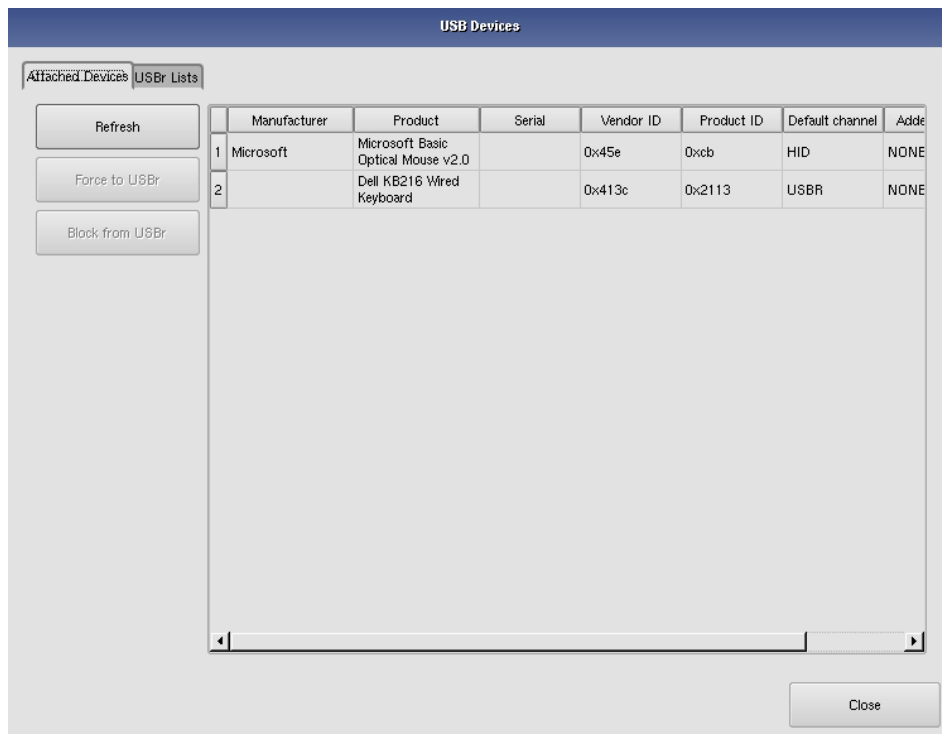 USB Devices
Attached Devices USBr Lists
Refresh
Force to USBr
Block from USBr
Manufacturer Product Serial Vendor ID Product ID Default channel Adde
1 Microsoft Microsoft Basic Optical Mouse v2.0 0x45e 0xcb HID NONE
2 Dell KB216 Wired Keyboard 0x413c 0x2113 USBR NONE
Close